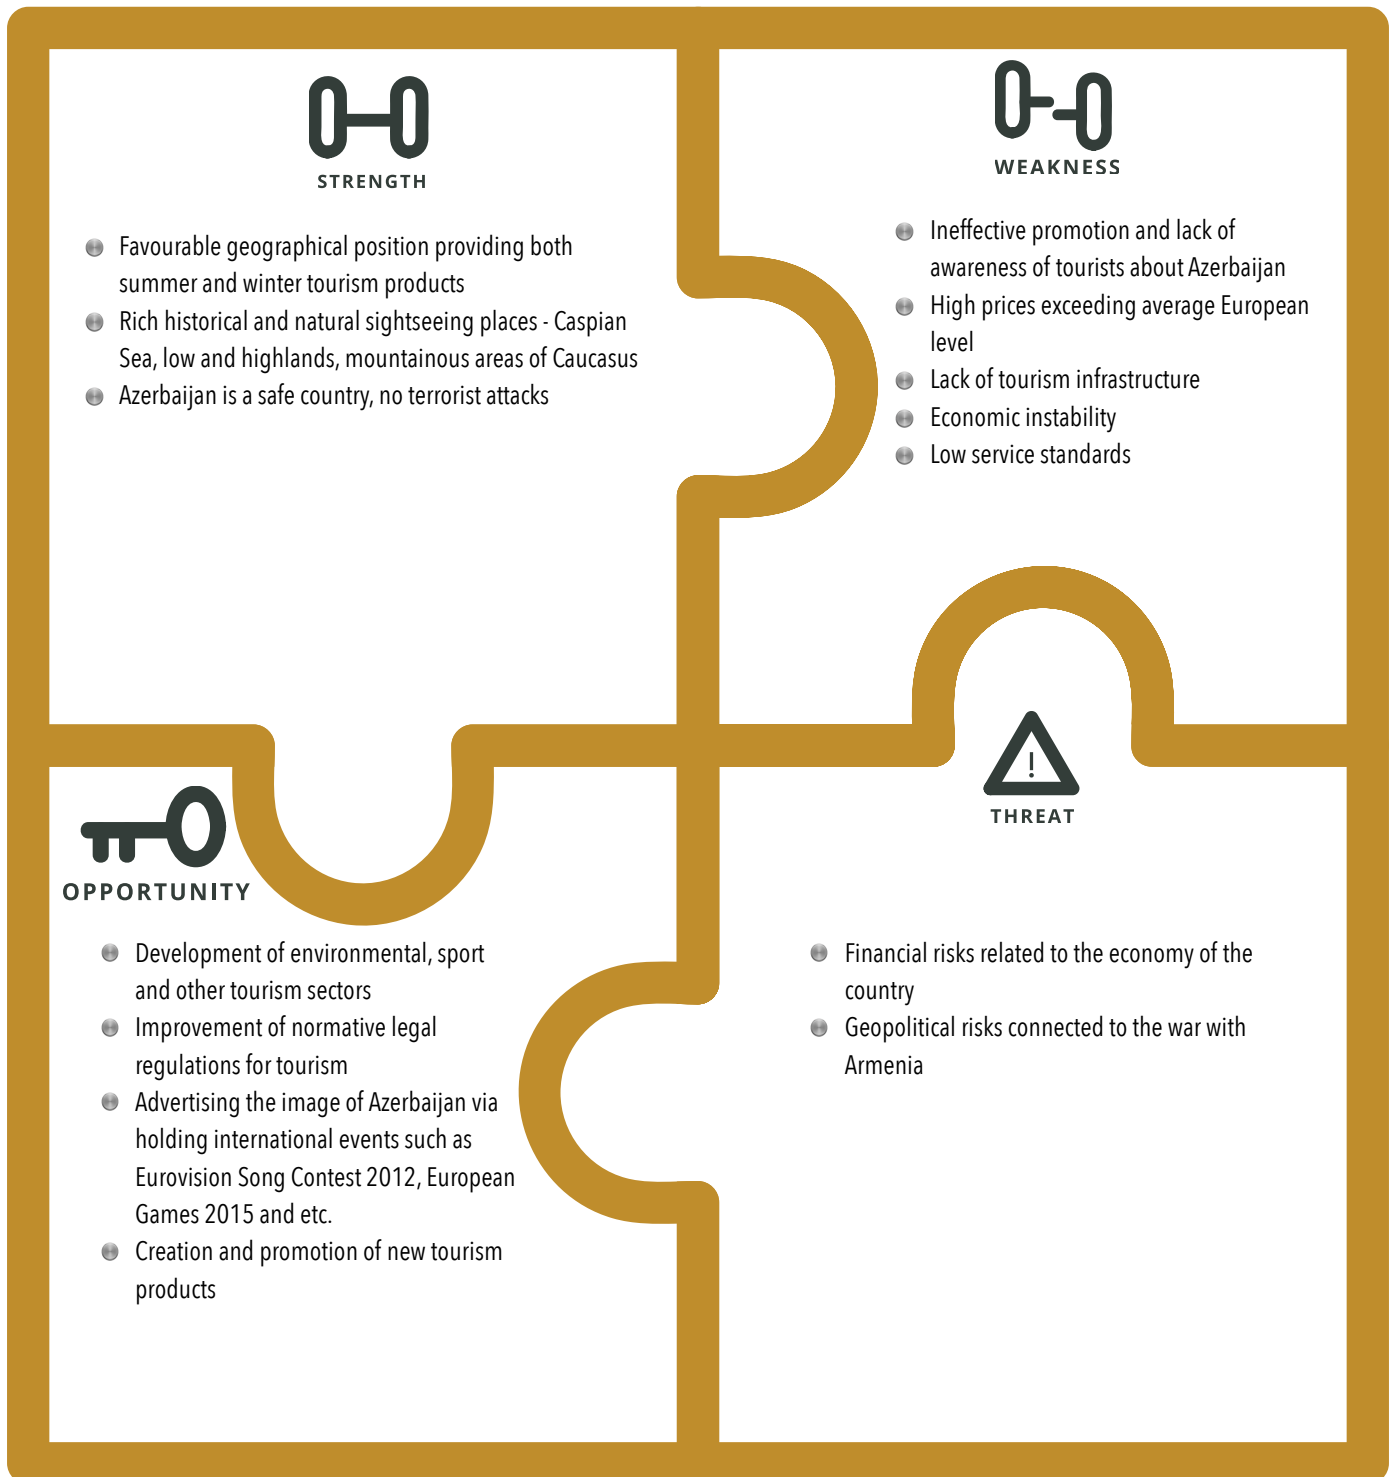 STRENGTH
Favourable geographical position providing both
summer and winter tourism products
Rich historical and natural sightseeing places - Caspian
Sea, low and highlands, mountainous areas of Caucasus
Azerbaijan is a safe country, no terrorist attacks
WEAKNESS
Ineffective promotion and lack of
awareness of tourists about Azerbaijan
High prices exceeding average European
level
Lack of tourism infrastructure
Economic instability
Low service standards
OPPORTUNITY
Development of environmental, sport
and other tourism sectors
Improvement of normative legal
regulations for tourism
Advertising the image of Azerbaijan via
holding international events such as
Eurovision Song Contest 2012, European
Games 2015 and etc.
Creation and promotion of new tourism
products
!
THREAT
Financial risks related to the economy of the
country
Geopolitical risks connected to the war with
Armenia